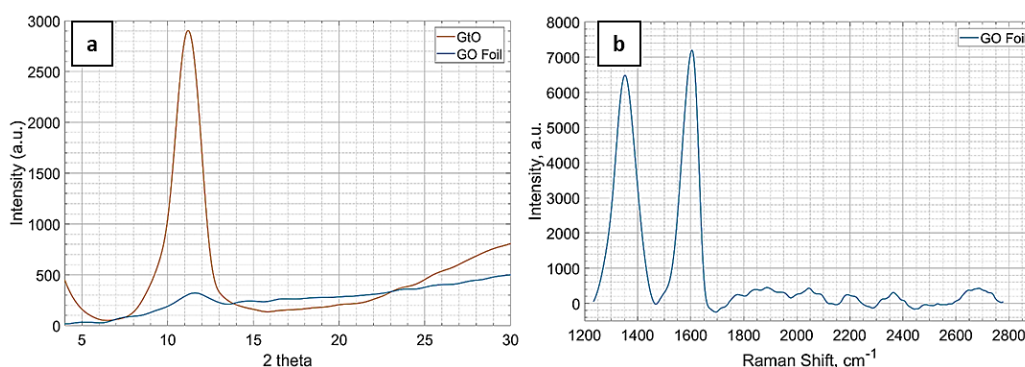 a
GtO
GO Foil
3000
2500
2000
1500
1000
500
0
Intensity (a.u.)
5 10 15 20 25 30
2 theta
b
GO Foil
8000
7000
6000
5000
4000
3000
2000
1000
0
Intensity, a.u.
1200 1400 1600 1800 2000 2200 2400 2600 2800
Raman Shift, cm⁻¹